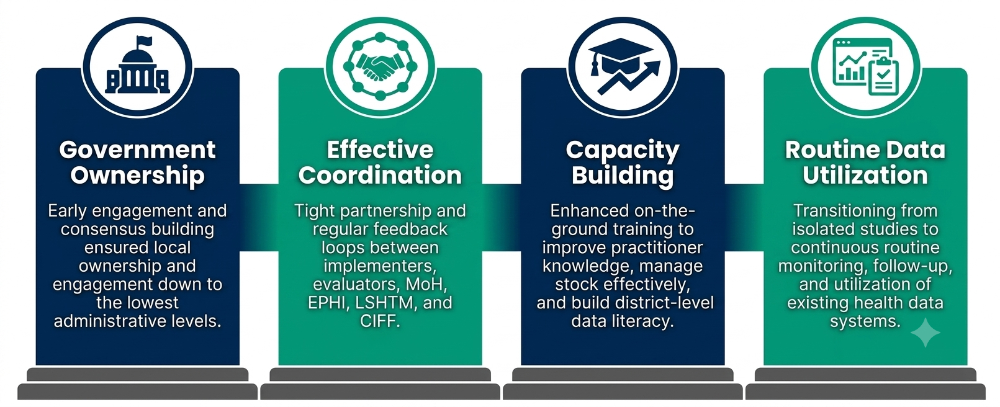 Government
Ownership
Early engagement and
consensus building
ensured local
ownership and
engagement down to
the lowest
administrative levels.
Effective
Coordination
Tight partnership and
regular feedback
loops between
implementers,
evaluators, MoH,
EPHI, LSHTM, and
CIFF.
Capacity
Building
Enhanced on-the-
ground training to
improve practitioner
knowledge, manage
stock effectively,
and build district-level
data literacy.
Routine Data
Utilization
Transitioning from
isolated studies to
continuous routine
monitoring, follow-up,
and utilization of
existing health data
systems.